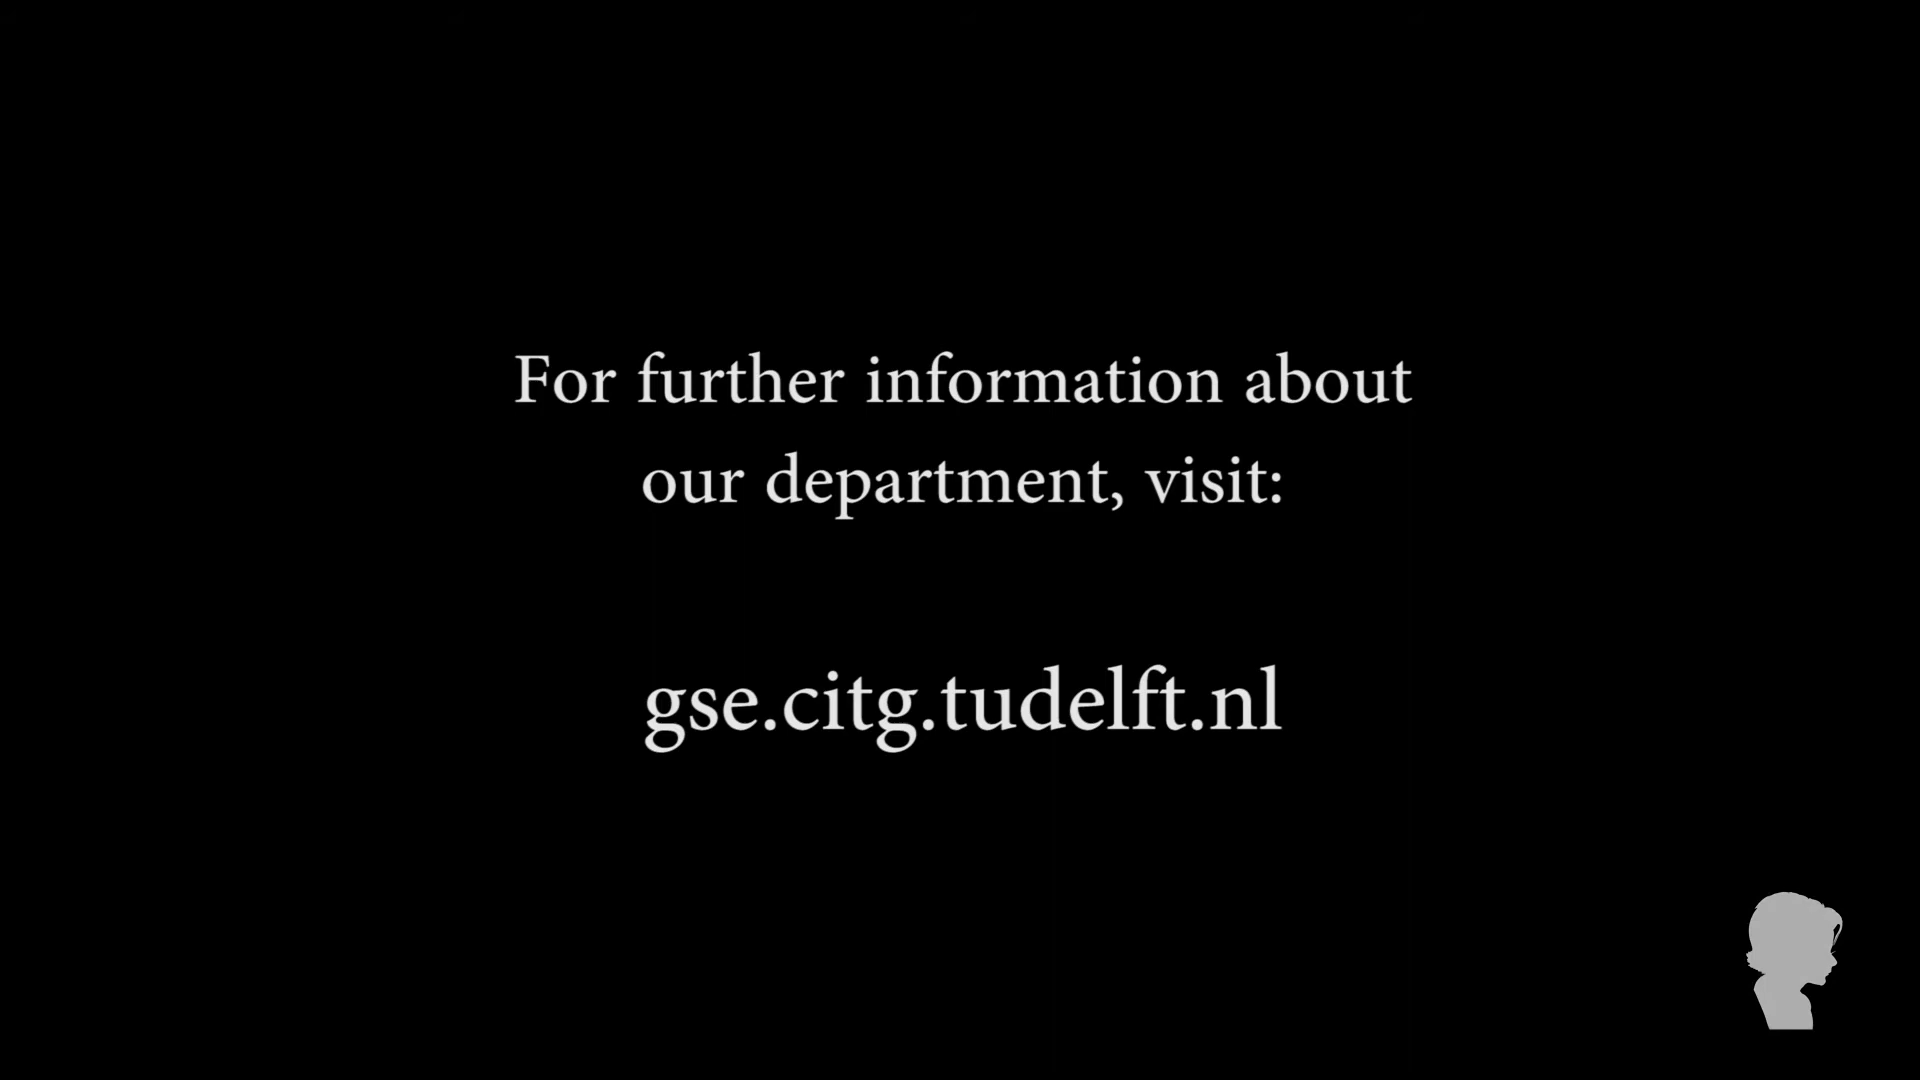 For further information about
our department, visit:
gse.citg.tudelft.nl